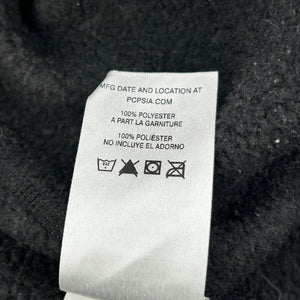 MFG DATE AND LOCATION AT
PCPSIA.COM
100% POLYESTER
A PART LA GARNITURE
100% POLIÉSTER
NO INCLUYE EL ADORNO